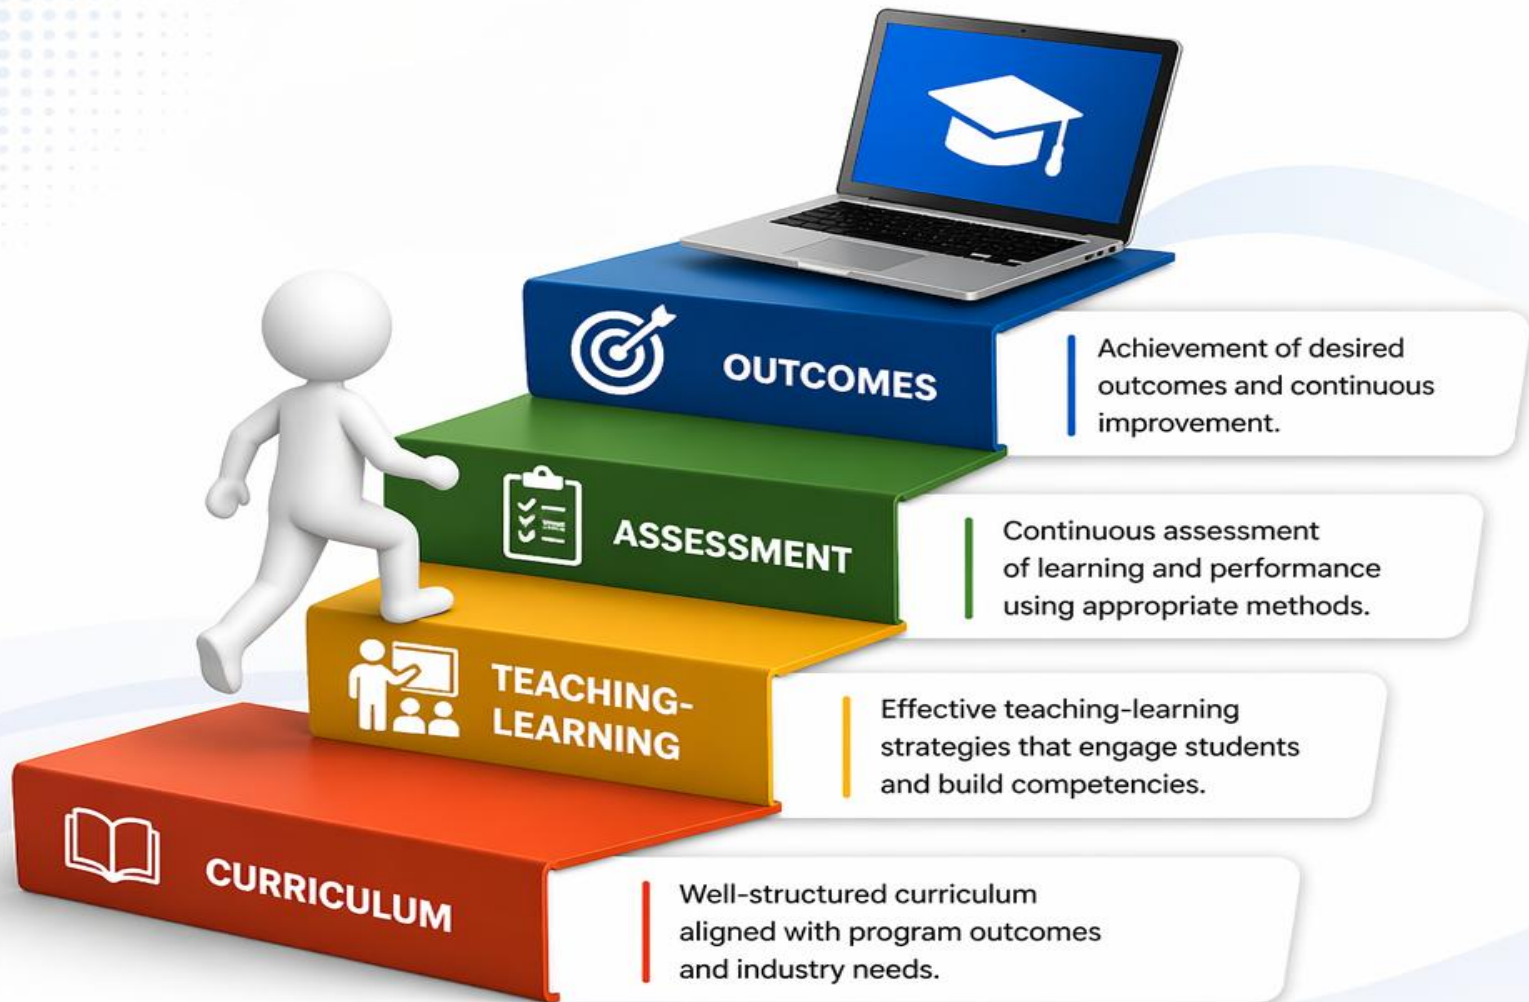 OUTCOMES
Achievement of desired
outcomes and continuous
improvement.
ASSESSMENT
Continuous assessment
of learning and performance
using appropriate methods.
TEACHING-
LEARNING
Effective teaching-learning
strategies that engage students
and build competencies.
CURRICULUM
Well-structured curriculum
aligned with program outcomes
and industry needs.